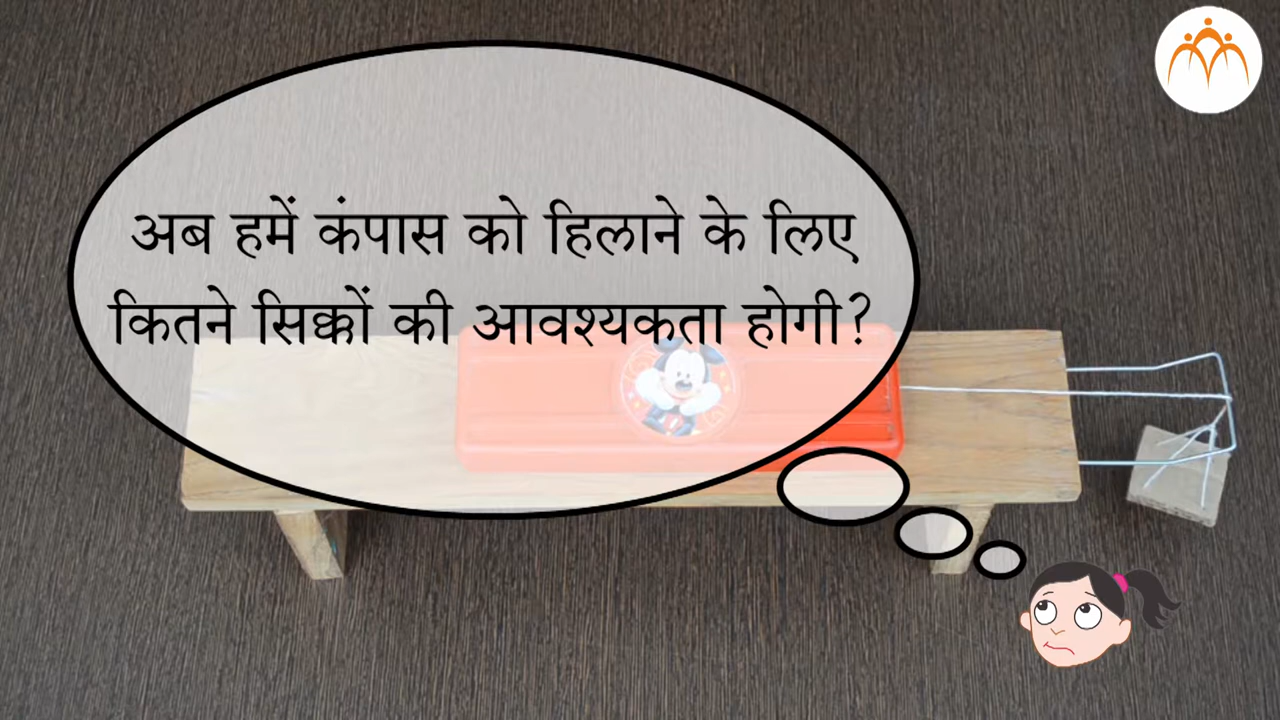 अब हमें कंपास को हिलाने के लिए
कितने सिक्कों की आवश्यकता होगी?